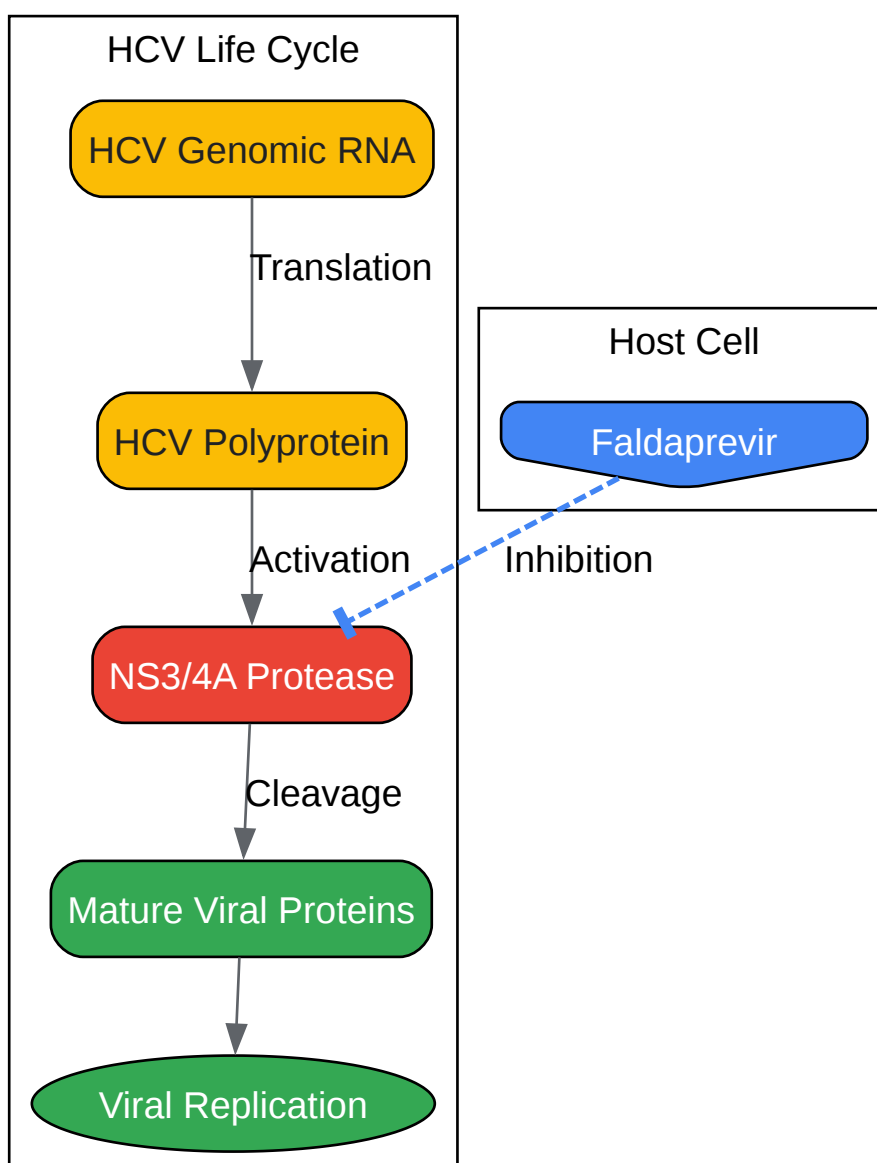 HCV Life Cycle
HCV Genomic RNA
Translation
Host Cell
HCV Polyprotein
Faldaprevir
Activation
Inhibition
NS3/4A Protease
Cleavage
Mature Viral Proteins
Viral Replication